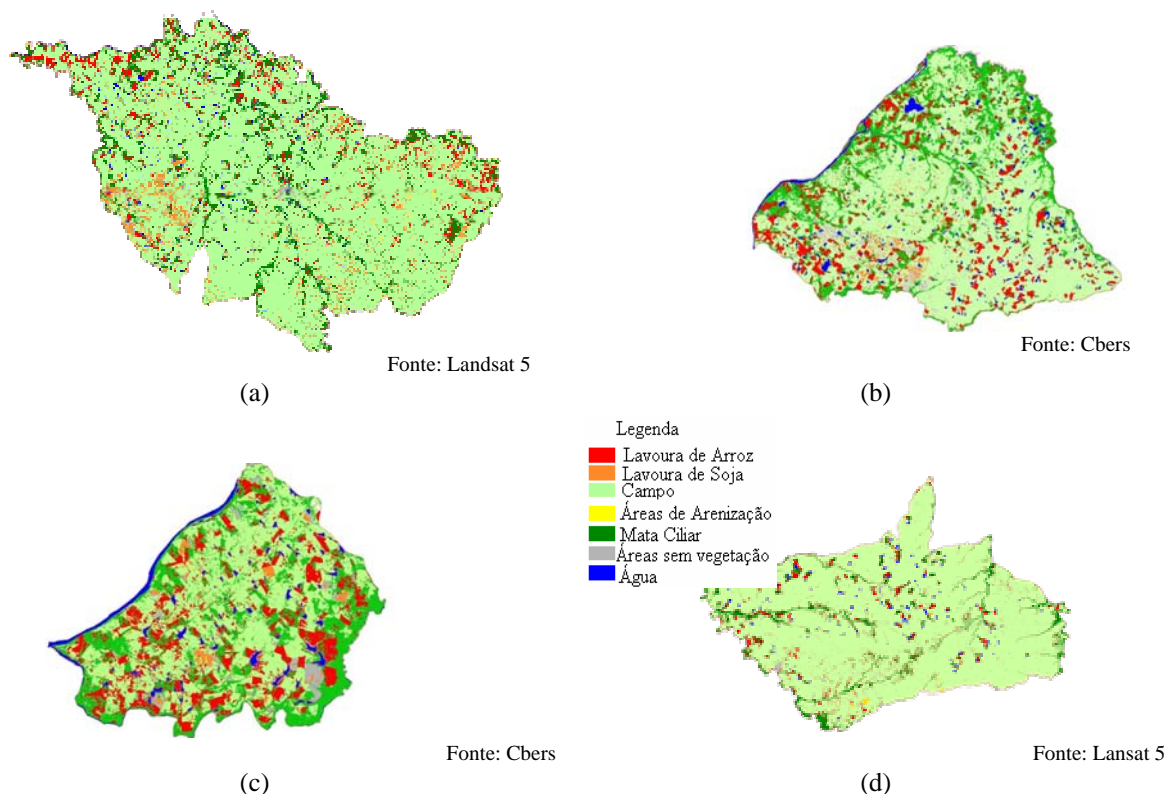 Fonte: Landsat 5
(a)
Fonte: Cbers
(b)
Fonte: Cbers
(c)
Legenda
Lavoura de Arroz
Lavoura de Soja
Campo
Áreas de Arenização
Mata Ciliar
Áreas sem vegetação
Água
Fonte: Lansat 5
(d)